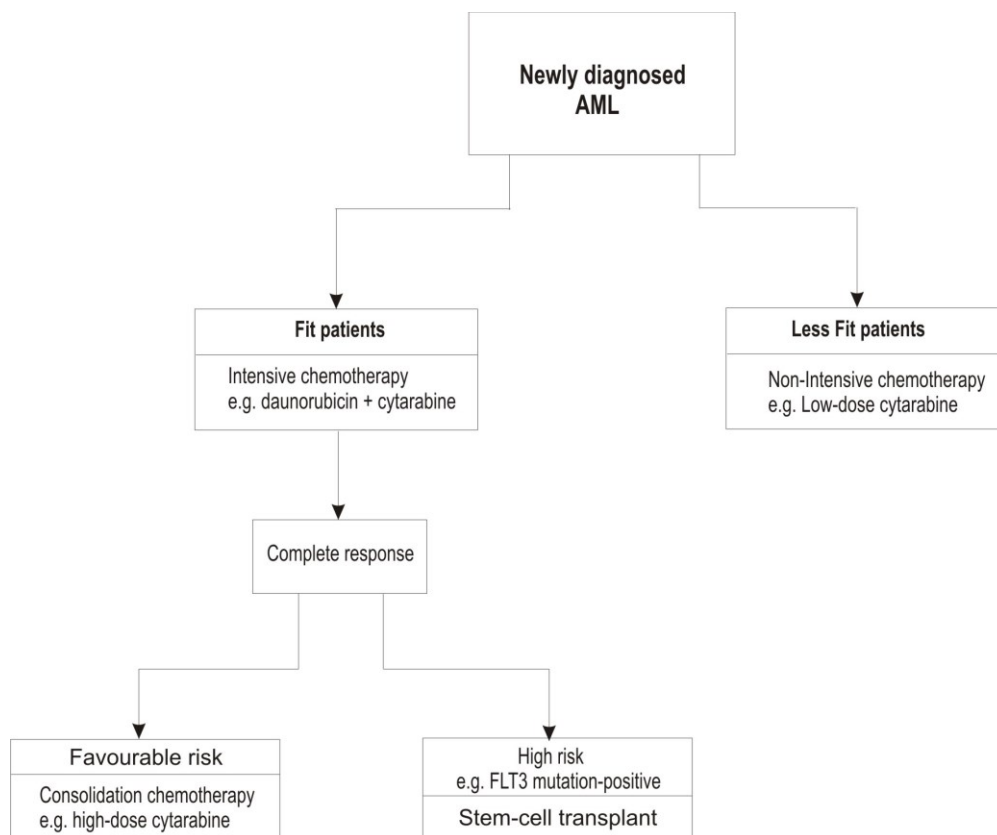 Newly diagnosed
AML
Fit patients
Intensive chemotherapy
e.g. daunorubicin + cytarabine
Less Fit patients
Non-Intensive chemotherapy
e.g. Low-dose cytarabine
Complete response
Favourable risk
Consolidation chemotherapy
e.g. high-dose cytarabine
High risk
e.g. FLT3 mutation-positive
Stem-cell transplant